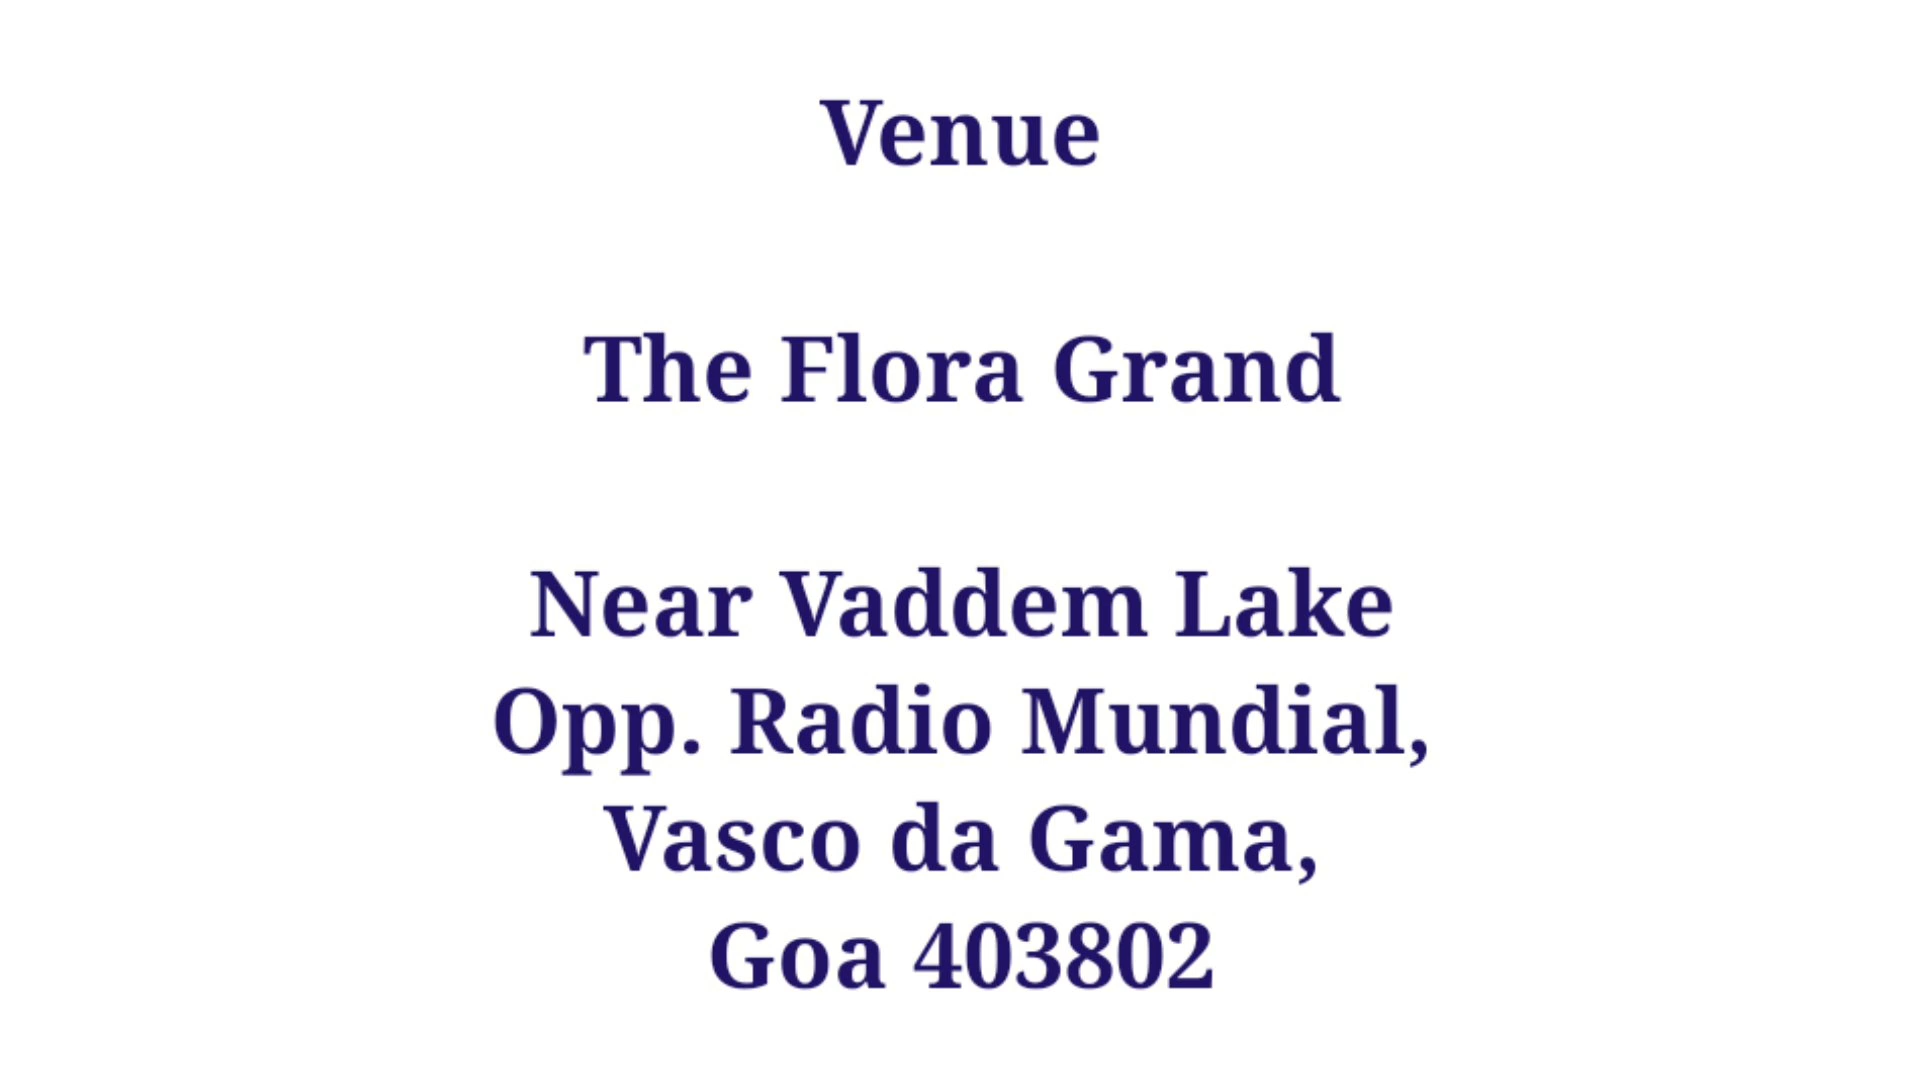 Venue
The Flora Grand
Near Vaddem Lake
Opp. Radio Mundial,
Vasco da Gama,
Goa 403802